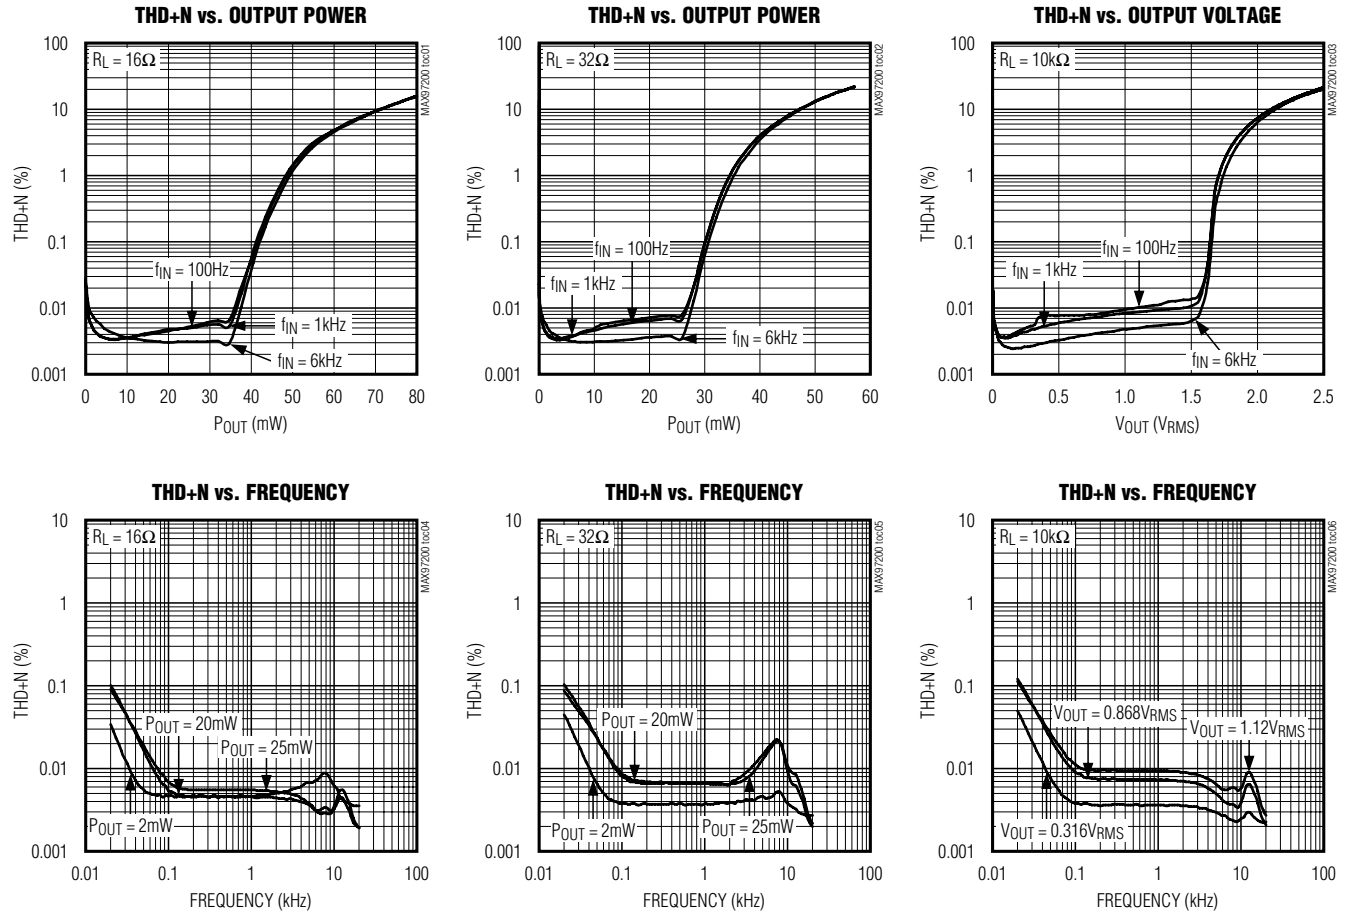 THD+N vs. OUTPUT POWER
RL = 16Ω
MAX97200 toc01
THD+N (%)
100
10
1
0.1
0.01
0.001
fIN = 100Hz
fIN = 1kHz
fIN = 6kHz
0 10 20 30 40 50 60 70 80
POUT (mW)
THD+N vs. OUTPUT POWER
RL = 32Ω
MAX97200 toc02
THD+N (%)
100
10
1
0.1
0.01
0.001
fIN = 100Hz
fIN = 1kHz
fIN = 6kHz
0 10 20 30 40 50 60
POUT (mW)
THD+N vs. OUTPUT VOLTAGE
RL = 10kΩ
MAX97200 toc03
THD+N (%)
100
10
1
0.1
0.01
0.001
fIN = 100Hz
fIN = 1kHz
fIN = 6kHz
0 0.5 1.0 1.5 2.0 2.5
VOUT (VRMS)
THD+N vs. FREQUENCY
RL = 16Ω
MAX97200 toc04
THD+N (%)
10
1
0.1
0.01
0.001
POUT = 20mW
POUT = 25mW
POUT = 2mW
0.01 0.1 1 10 100
FREQUENCY (kHz)
THD+N vs. FREQUENCY
RL = 32Ω
MAX97200 toc05
THD+N (%)
10
1
0.1
0.01
0.001
POUT = 20mW
POUT = 2mW
POUT = 25mW
0.01 0.1 1 10 100
FREQUENCY (kHz)
THD+N vs. FREQUENCY
RL = 10kΩ
MAX97200 toc06
THD+N (%)
10
1
0.1
0.01
0.001
VOUT = 0.868VRMS
VOUT = 1.12VRMS
VOUT = 0.316VRMS
0.01 0.1 1 10 100
FREQUENCY (kHz)